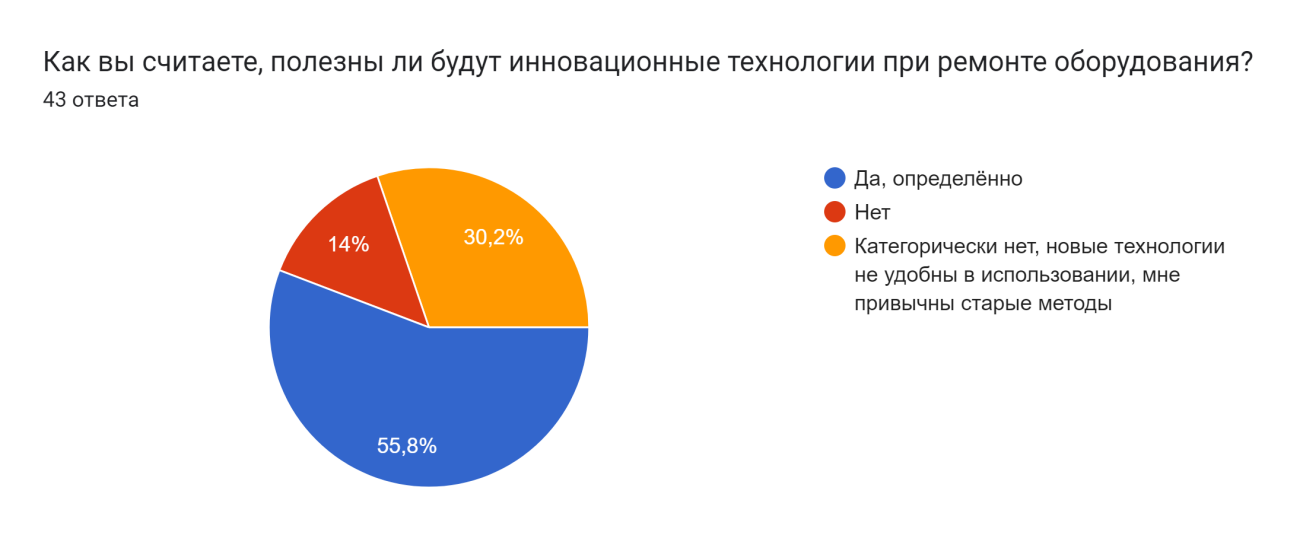 Как вы считаете, полезны ли будут инновационные технологии при ремонте оборудования?
43 ответа
Да, определённо
Нет
Категорически нет, новые технологии
не удобны в использовании, мне
привычны старые методы
14%
30,2%
55,8%